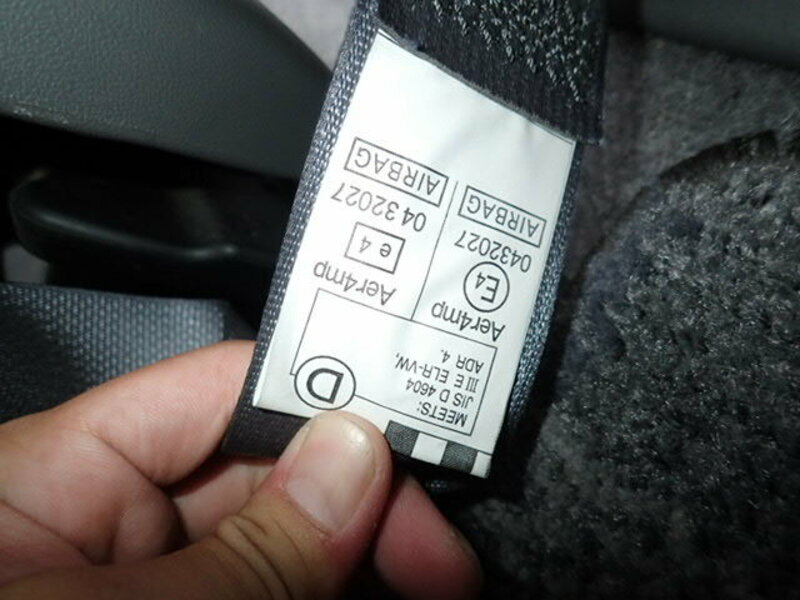 MEETS:
JIS D 4604
III E ELR-VW,
ADR 4.
D
Aer4mp
E4
0432027
AIRBAG
Aer4mp
e 4
04 32027
AIRBAG